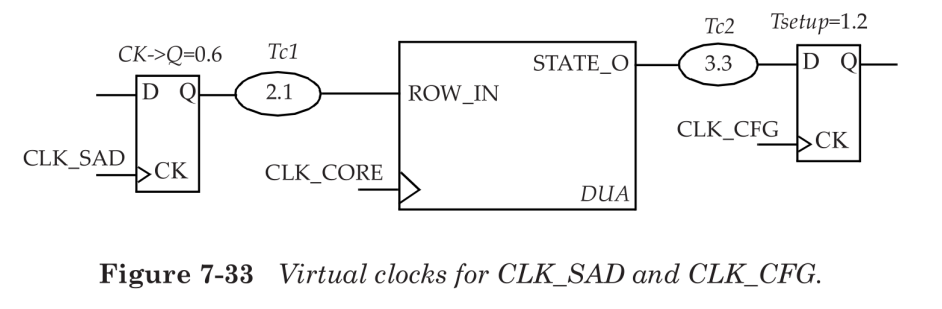 CK->Q=0.6
Tc1
Tc2
Tsetup=1.2
D Q
2.1
ROW_IN
STATE_O
3.3
D Q
CLK_SAD
CK
CLK_CORE
DUA
CLK_CFG
CK
Figure 7-33 Virtual clocks for CLK_SAD and CLK_CFG.